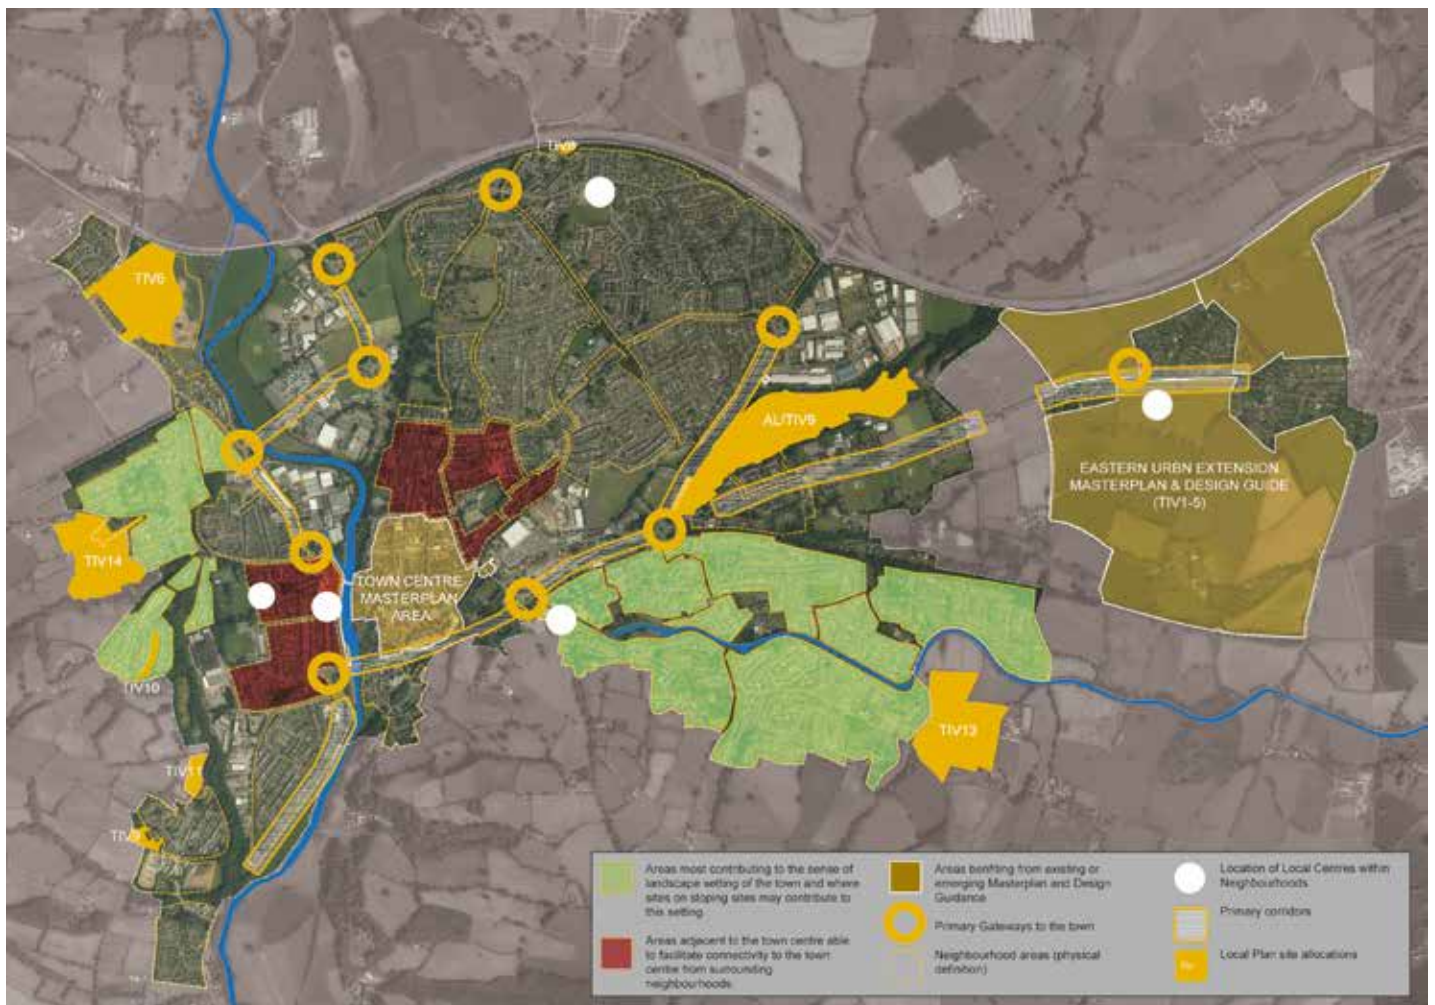 TIV6
AL/TIV9
EASTERN URBN EXTENSION
MASTERPLAN & DESIGN GUIDE
(TIV1-5)
TIV14
TOWN CENTRE
MASTERPLAN
AREA
TIV10
TIV13
TIV11
Areas most contributing to the sense of
landscape setting of the town and where
sites on sloping sites may contribute to
this setting.
Areas adjacent to the town centre able
to facilitate connectivity to the town
centre from surrounding
neighbourhoods.
Areas benfiting from existing or
emerging Masterplan and Design
Guidance
Primary Gateways to the town
Neighbourhood areas (physical
definition)
Location of Local Centres within
Neighbourhoods
Primary corridors
Local Plan site allocations